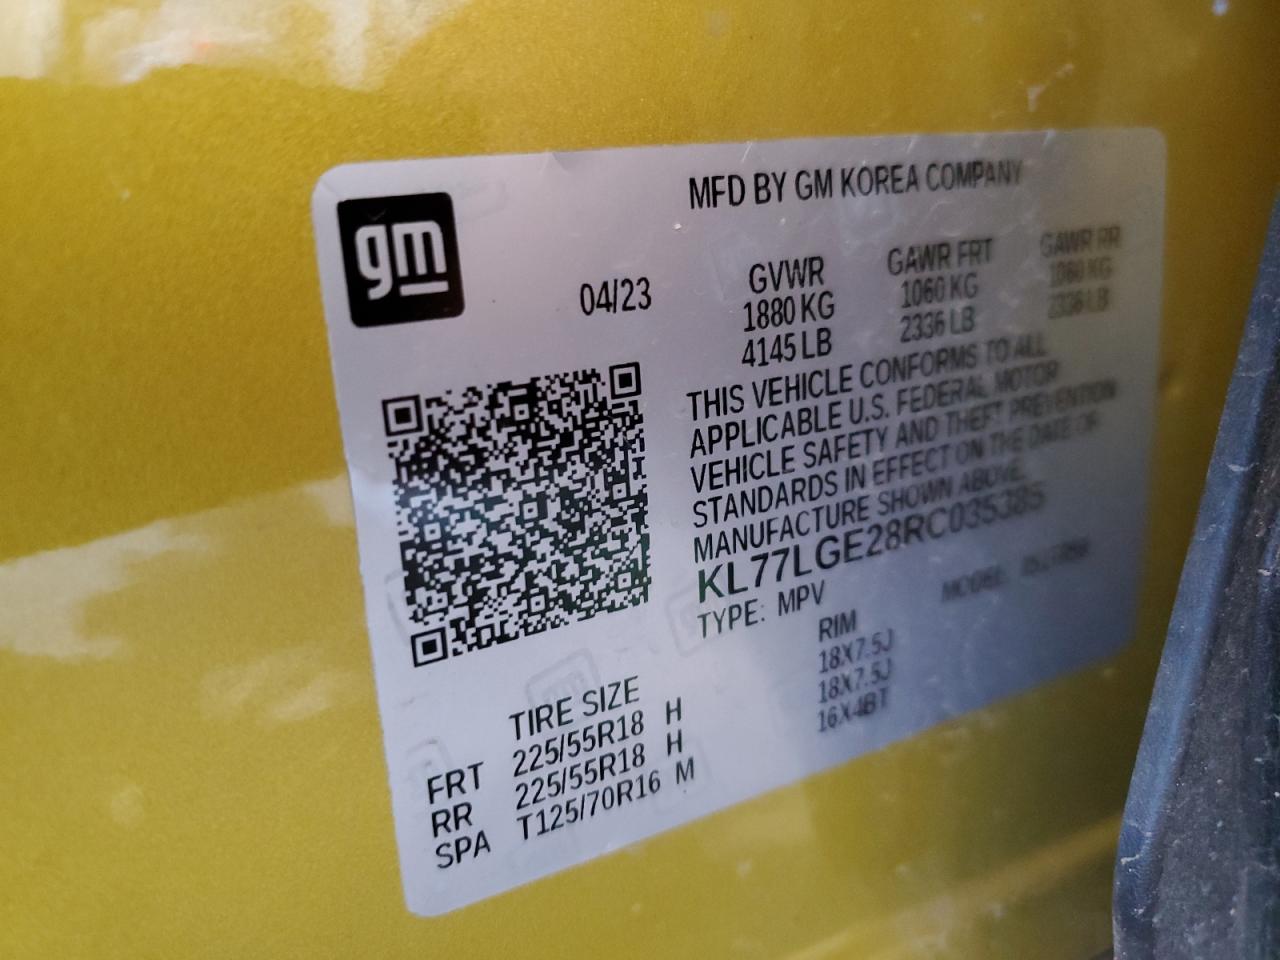 gm
MFD BY GM KOREA COMPANY
04/23
GVWR GAWR FRT GAWR RR
1880 KG 1060 KG 1060 KG
4145 LB 2336 LB 2336 LB
THIS VEHICLE CONFORMS TO ALL
APPLICABLE U.S. FEDERAL MOTOR
VEHICLE SAFETY AND THEFT PREVENTION
STANDARDS IN EFFECT ON THE DATE OF
MANUFACTURE SHOWN ABOVE.
KL77LGE28RC035385
TYPE: MPV MODEL:
TIRE SIZE RIM
FRT 225/55R18 H 18X7.5J
RR 225/55R18 H 18X7.5J
SPA T125/70R16 M 16X4BT